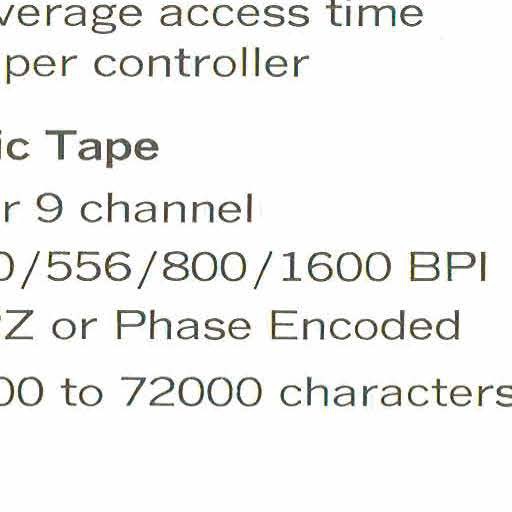 verage access time
per controller
ic Tape
r 9 channel
0/556/800/1600 BPI
Z or Phase Encoded
00 to 72000 characters